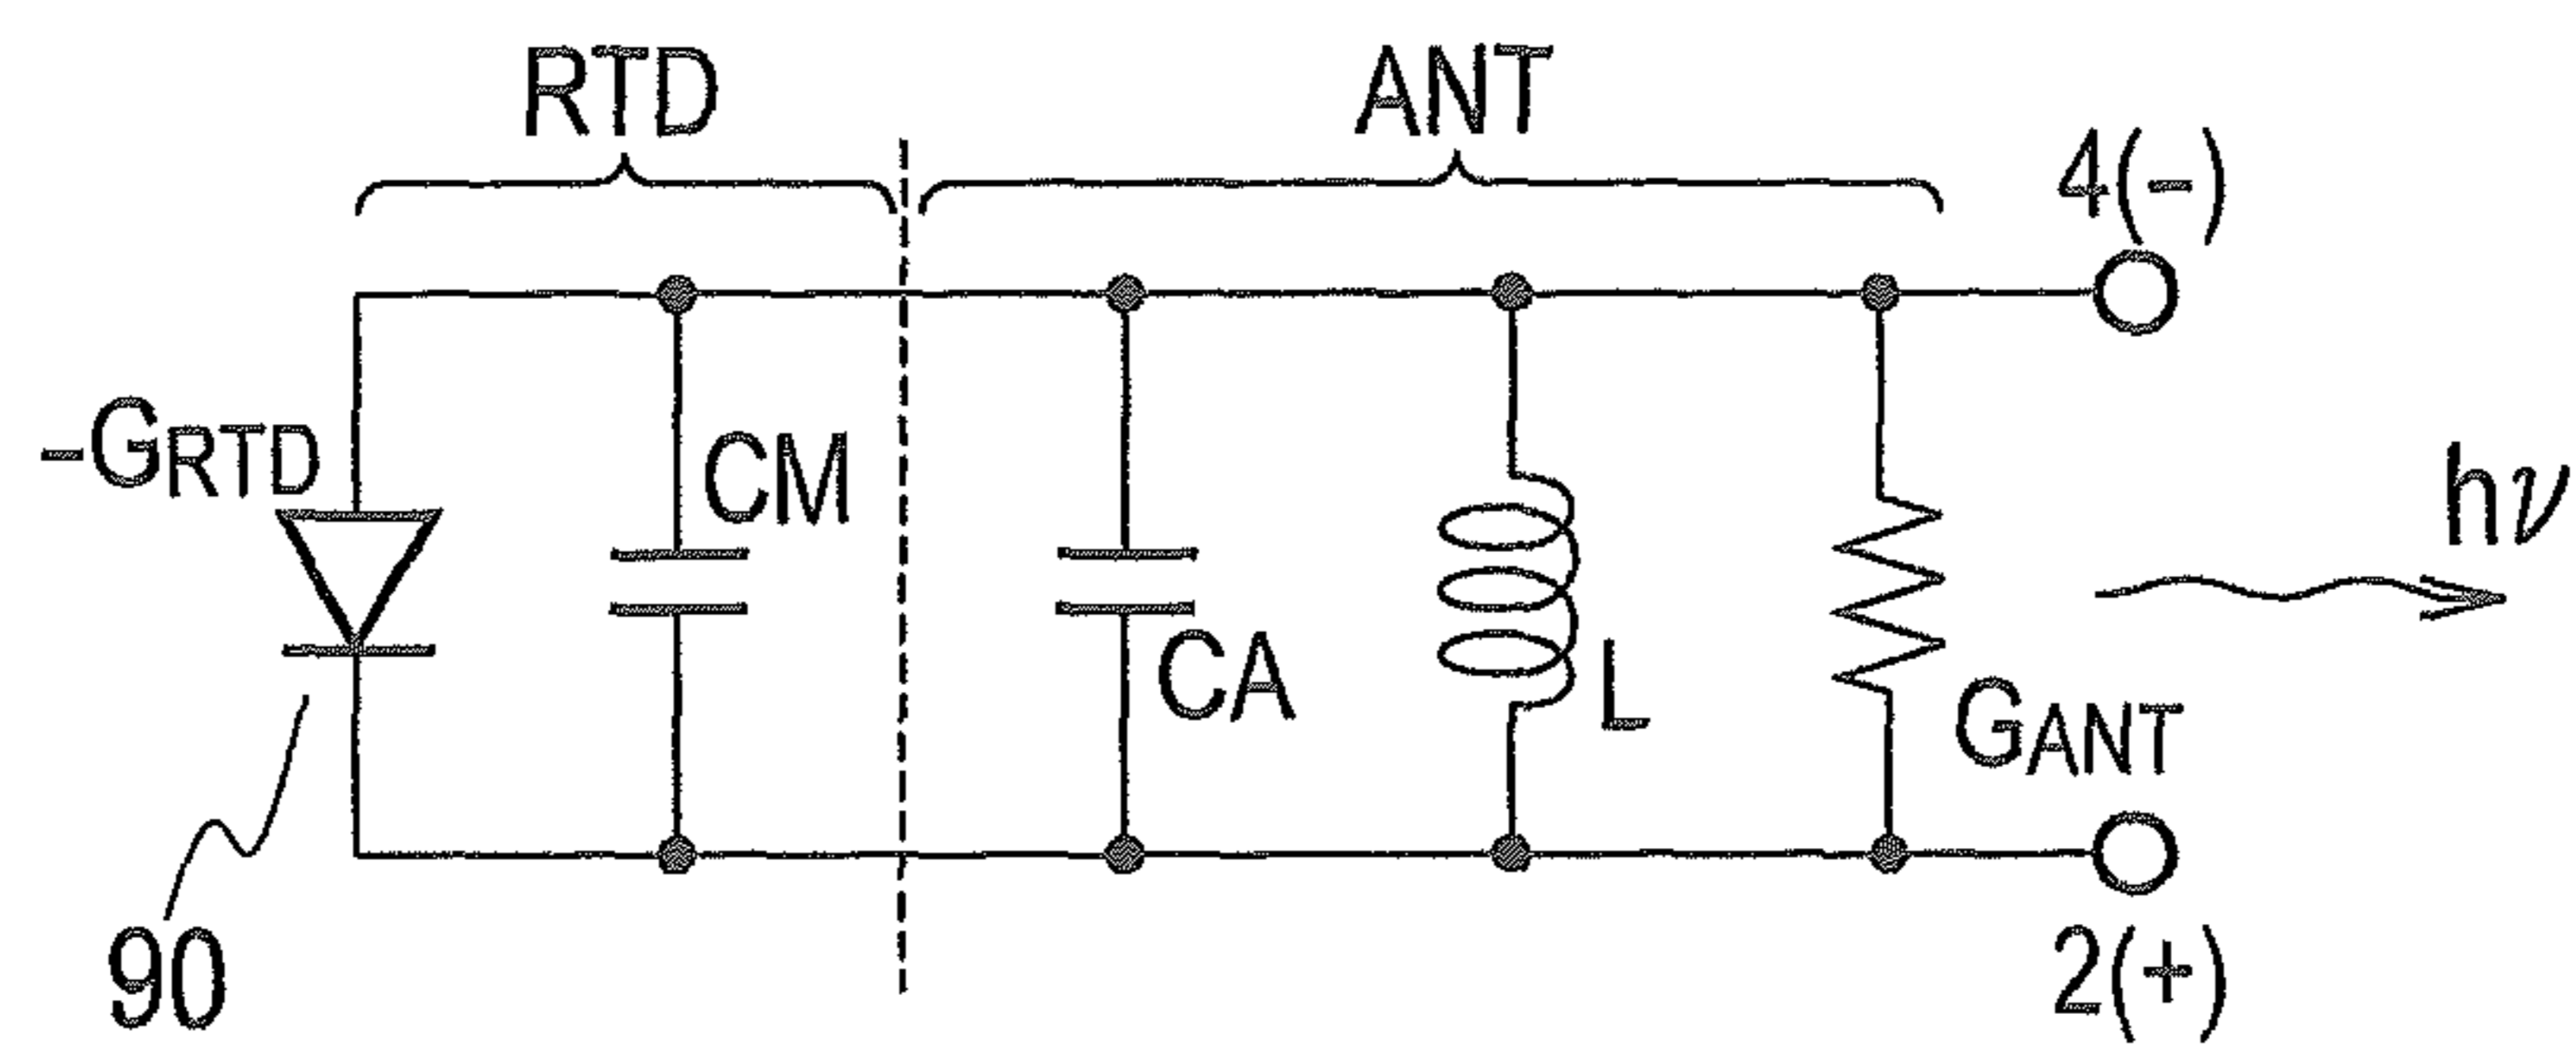 RTD
ANT
4(-)
-GRTD
CM
hν
CA
L
GANT
90
2(+)